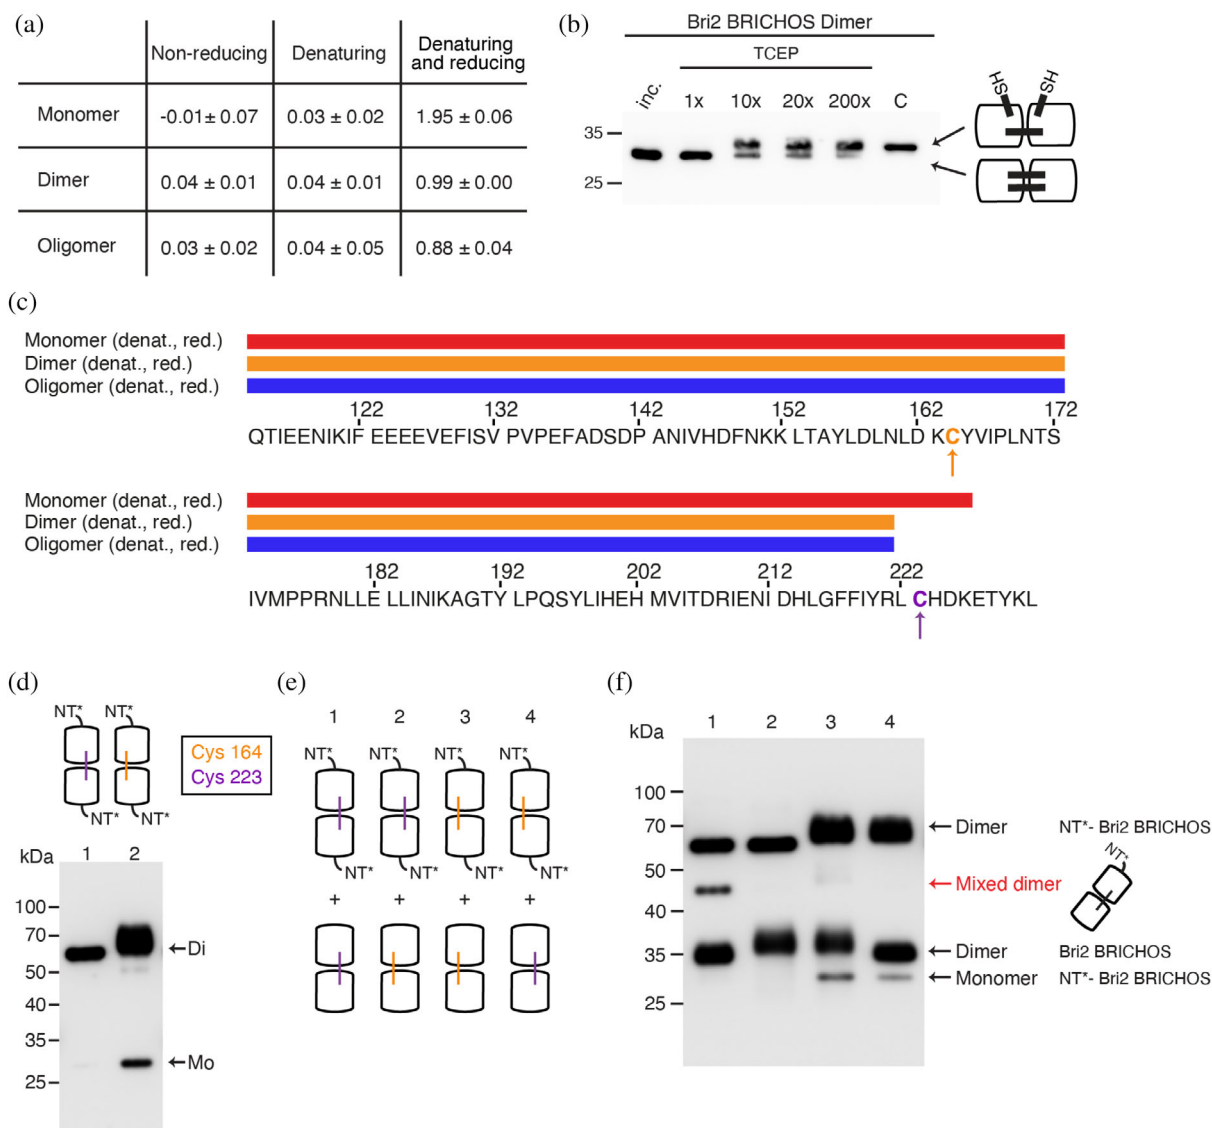 (a)
Non-reducing Denaturing Denaturing and reducing
Monomer -0.01± 0.07 0.03 ± 0.02 1.95 ± 0.06
Dimer 0.04 ± 0.01 0.04 ± 0.01 0.99 ± 0.00
Oligomer 0.03 ± 0.02 0.04 ± 0.05 0.88 ± 0.04
(b)
Bri2 BRICHOS Dimer
TCEP
inc. 1x 10x 20x 200x C
HS SH
35
25
(c)
Monomer (denat., red.)
Dimer (denat., red.)
Oligomer (denat., red.)
122 132 142 152 162 172
QTIEENIKIF EEEEVEFISV PVPEFADSDP ANIVHDFNKK LTAYLDLNLD KCYVIPLNTS
Monomer (denat., red.)
Dimer (denat., red.)
Oligomer (denat., red.)
182 192 202 212 222
IVMPPRNLLE LLINIKAGTY LPQSYLIHEH MVITDRIENI DHLGFFIYRL CHDKETYKL
(d)
NT* NT*
NT* NT*
Cys 164
Cys 223
kDa 1 2
100
70
Di
50
40
35
Mo
25
(e)
1 2 3 4
NT* NT* NT* NT*
NT* NT* NT* NT*
+ + + +
(f)
kDa 1 2 3 4
100
70 Dimer NT*- Bri2 BRICHOS
NT*
50
Mixed dimer
40
35 Dimer Bri2 BRICHOS
Monomer NT*- Bri2 BRICHOS
25